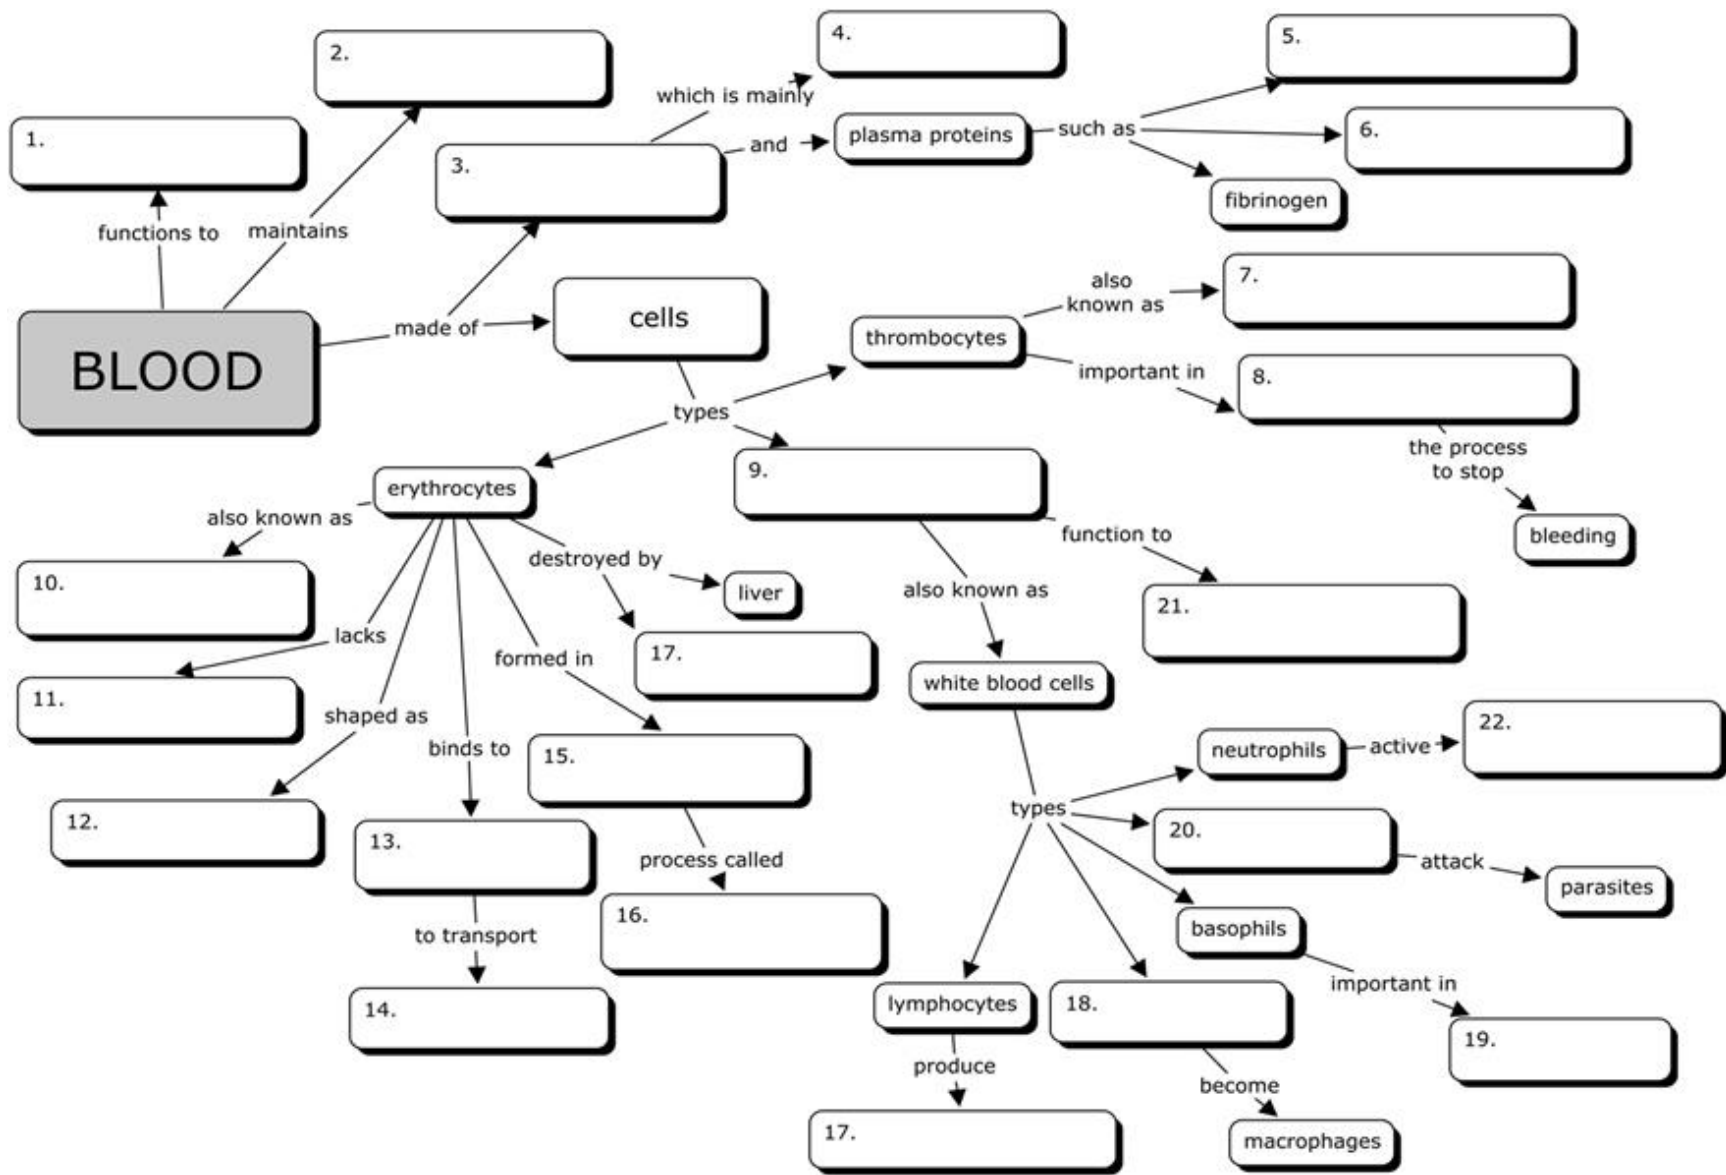 4.
5.
2.
which is mainly
1.
3.
and
plasma proteins
such as
6.
fibrinogen
functions to
maintains
7.
also
known as
BLOOD
made of
cells
thrombocytes
important in
8.
types
the process
to stop
erythrocytes
9.
also known as
function to
bleeding
destroyed by
liver
10.
also known as
21.
lacks
formed in
17.
11.
white blood cells
shaped as
22.
binds to
15.
neutrophils
active
types
12.
13.
20.
process called
attack
parasites
16.
basophils
to transport
important in
14.
lymphocytes
18.
19.
produce
become
17.
macrophages